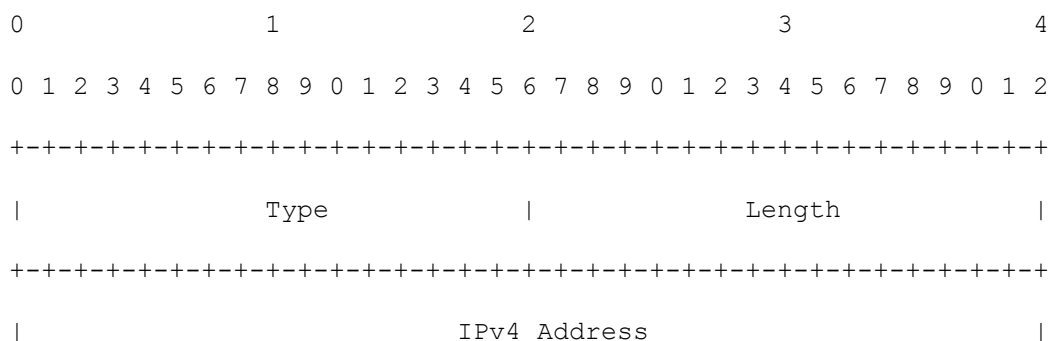 0 1 2 3 4
0 1 2 3 4 5 6 7 8 9 0 1 2 3 4 5 6 7 8 9 0 1 2 3 4 5 6 7 8 9 0 1 2
+-+-+-+-+-+-+-+-+-+-+-+-+-+-+-+-+-+-+-+-+-+-+-+-+-+-+-+-+-+-+-+-+
| Type | Length |
+-+-+-+-+-+-+-+-+-+-+-+-+-+-+-+-+-+-+-+-+-+-+-+-+-+-+-+-+-+-+-+-+
| IPv4 Address |